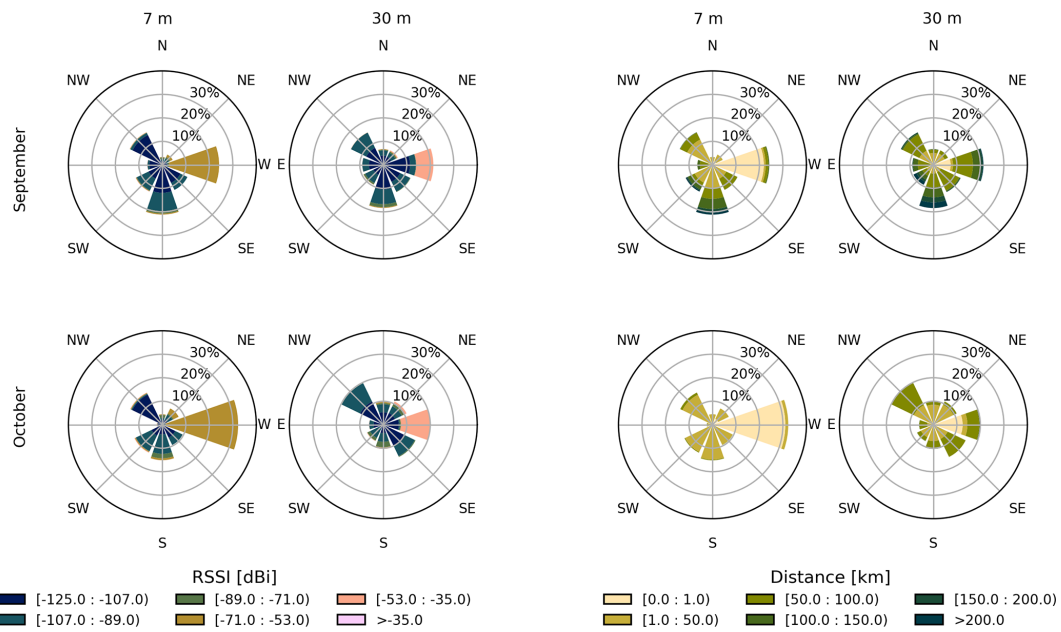 7 m 30 m 7 m 30 m
N N
NW NE NW NE NW NE NW NE
30% 30% 30% 30%
20% 20% 20% 20%
10% 10% 10% 10%
September
W E W E
SW SE SW SE SW SE SW SE
NW NE NW NE NW NE NW NE
30% 30% 30% 30%
20% 20% 20% 20%
10% 10% 10% 10%
October
W E W E
SW SE SW SE SW SE SW SE
S S S S
RSSI [dBi] Distance [km]
[-125.0 : -107.0) [-89.0 : -71.0) [-53.0 : -35.0) [0.0 : 1.0) [50.0 : 100.0) [150.0 : 200.0)
[-107.0 : -89.0) [-71.0 : -53.0) >-35.0 [1.0 : 50.0) [100.0 : 150.0) >200.0